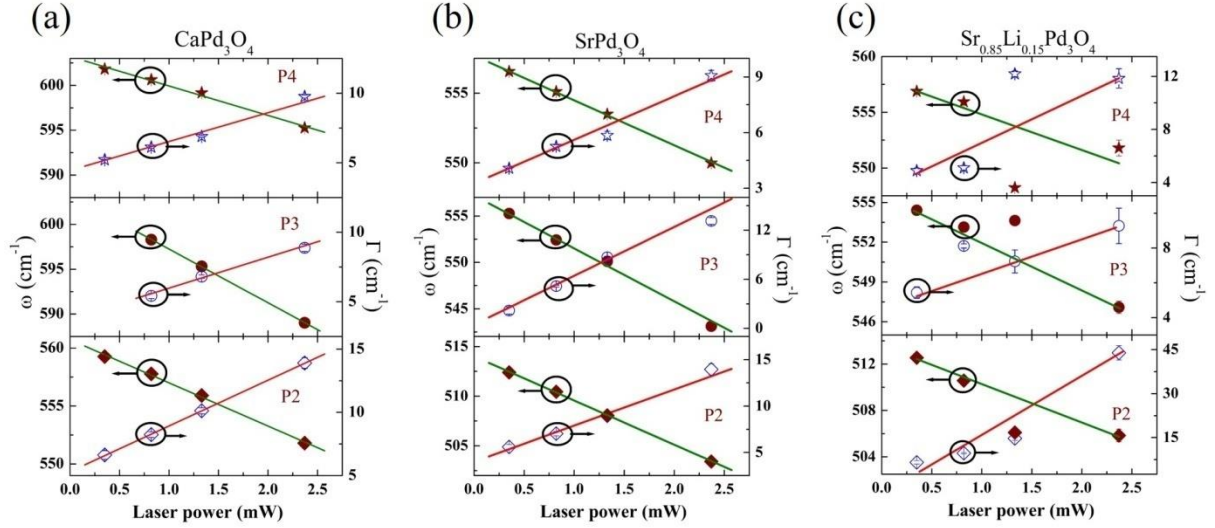 (a)
CaPd3O4
600
595
590
10
5
P4
600
595
590
10
5
P3
560
555
550
15
10
5
P2
ω (cm-1)
Γ (cm-1)
0.0 0.5 1.0 1.5 2.0 2.5
Laser power (mW)
(b)
SrPd3O4
555
550
9
6
3
P4
555
550
545
12
6
0
P3
515
510
505
15
10
5
P2
ω (cm-1)
Γ (cm-1)
0.0 0.5 1.0 1.5 2.0 2.5
Laser power (mW)
(c)
Sr0.85Li0.15Pd3O4
560
555
550
12
8
4
P4
555
552
549
546
12
8
4
P3
512
508
504
45
30
15
P2
ω (cm-1)
Γ (cm-1)
0.0 0.5 1.0 1.5 2.0 2.5
Laser power (mW)